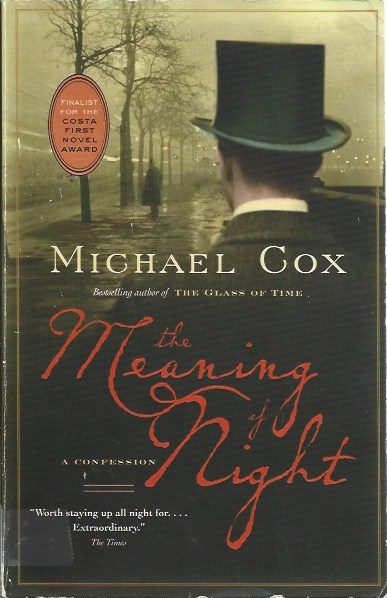 FINALIST
FOR THE
COSTA
FIRST
NOVEL
AWARD
MICHAEL COX
Bestselling author of THE GLASS OF TIME
the
Meaning
of
Night
A CONFESSION
“Worth staying up all night for. . . .
Extraordinary.”
The Times